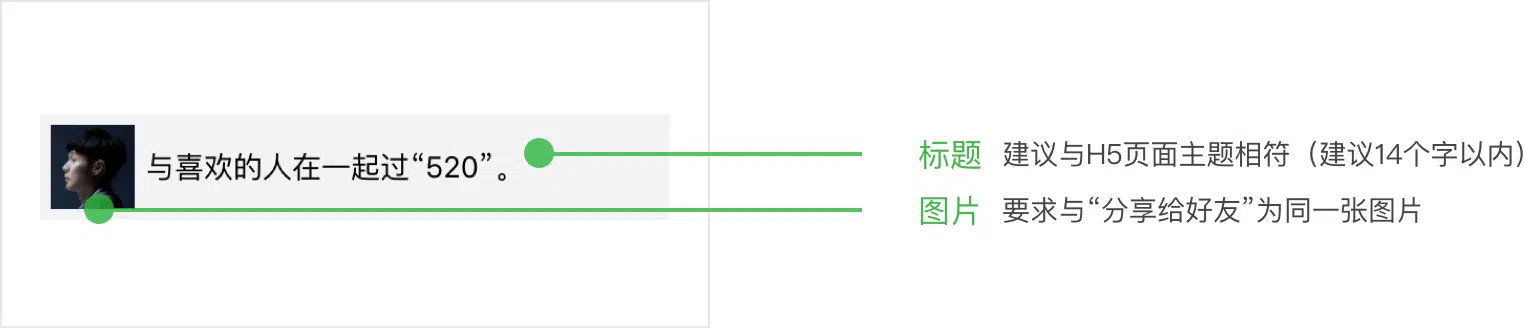 与喜欢的人在一起过“520”。
标题 建议与H5页面主题相符（建议14个字以内）
图片 要求与“分享给好友”为同一张图片